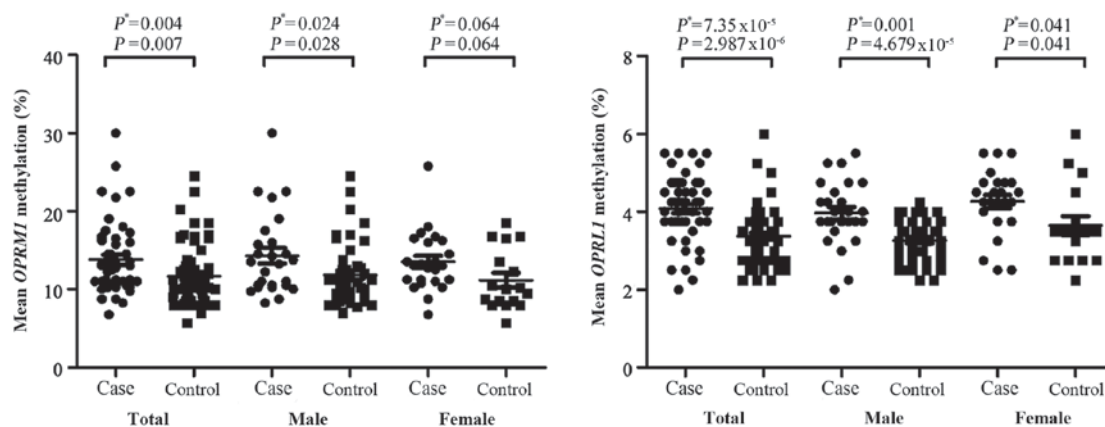 P*=0.004
P=0.007
P*=0.024
P=0.028
P*=0.064
P=0.064
Mean OPRM1 methylation (%)
40
30
20
10
0
Case Control Case Control Case Control
Total Male Female
P*=7.35x10-5
P=2.987x10-6
P*=0.001
P=4.679x10-5
P*=0.041
P=0.041
Mean OPRL1 methylation (%)
8
6
4
2
0
Case Control Case Control Case Control
Total Male Female